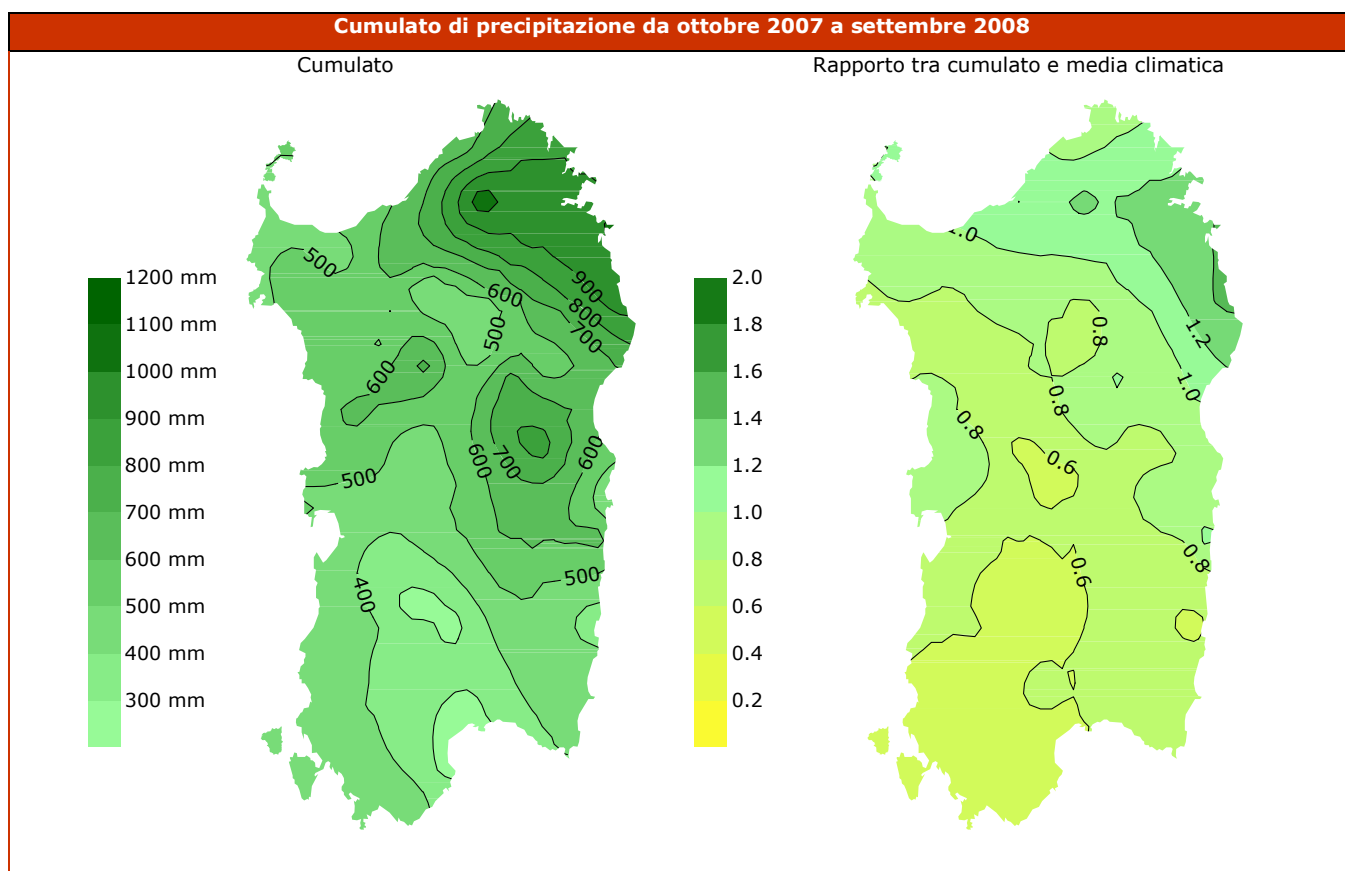 Cumulato di precipitazione da ottobre 2007 a settembre 2008
Cumulato
Rapporto tra cumulato e media climatica
1200 mm
1100 mm
1000 mm
900 mm
800 mm
700 mm
600 mm
500 mm
400 mm
300 mm
500
600
900
800
700
500
600
600
700
600
500
500
400
2.0
1.8
1.6
1.4
1.2
1.0
0.8
0.6
0.4
0.2
1.0
0.8
1.2
1.0
0.8
0.8
0.6
0.8
0.6